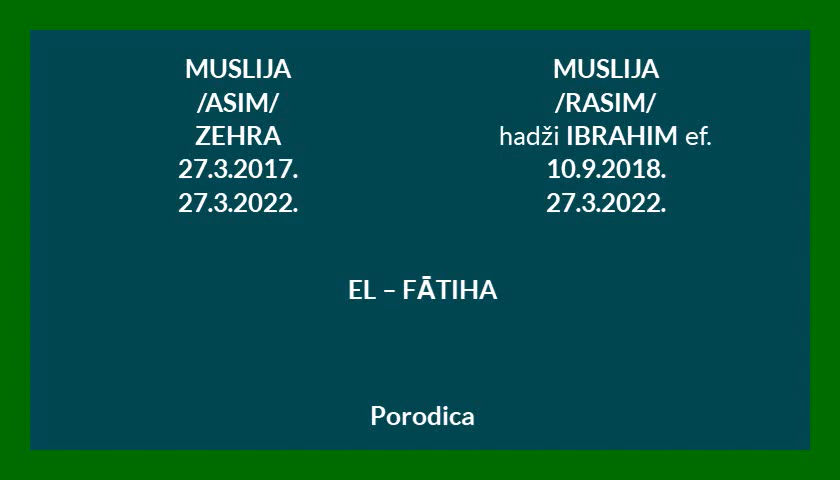 MUSLIJA
/ASIM/
ZEHRA
27.3.2017.
27.3.2022.
MUSLIJA
/RASIM/
hadži IBRAHIM ef.
10.9.2018.
27.3.2022.
EL – FĀTIHA
Porodica